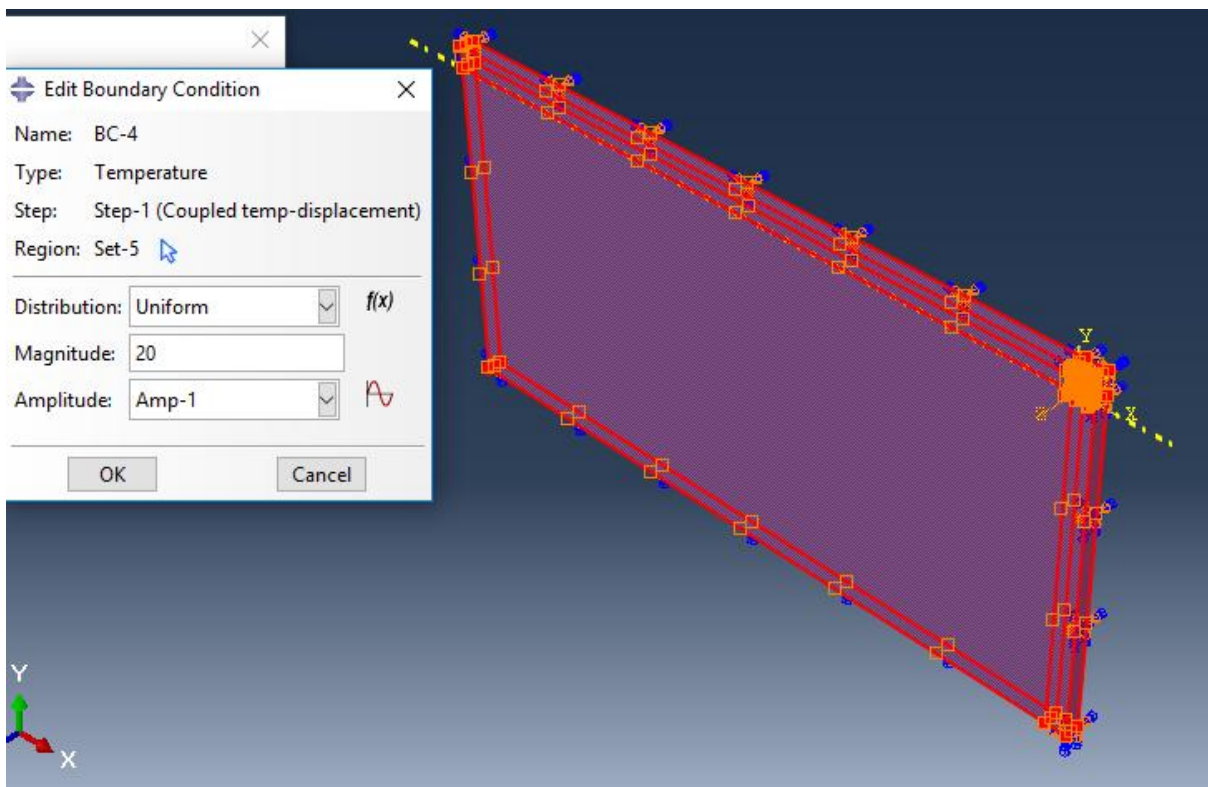 Edit Boundary Condition
Name: BC-4
Type: Temperature
Step: Step-1 (Coupled temp-displacement)
Region: Set-5
Distribution: Uniform f(x)
Magnitude: 20
Amplitude: Amp-1
OK Cancel
Y
X
Z
Y
X